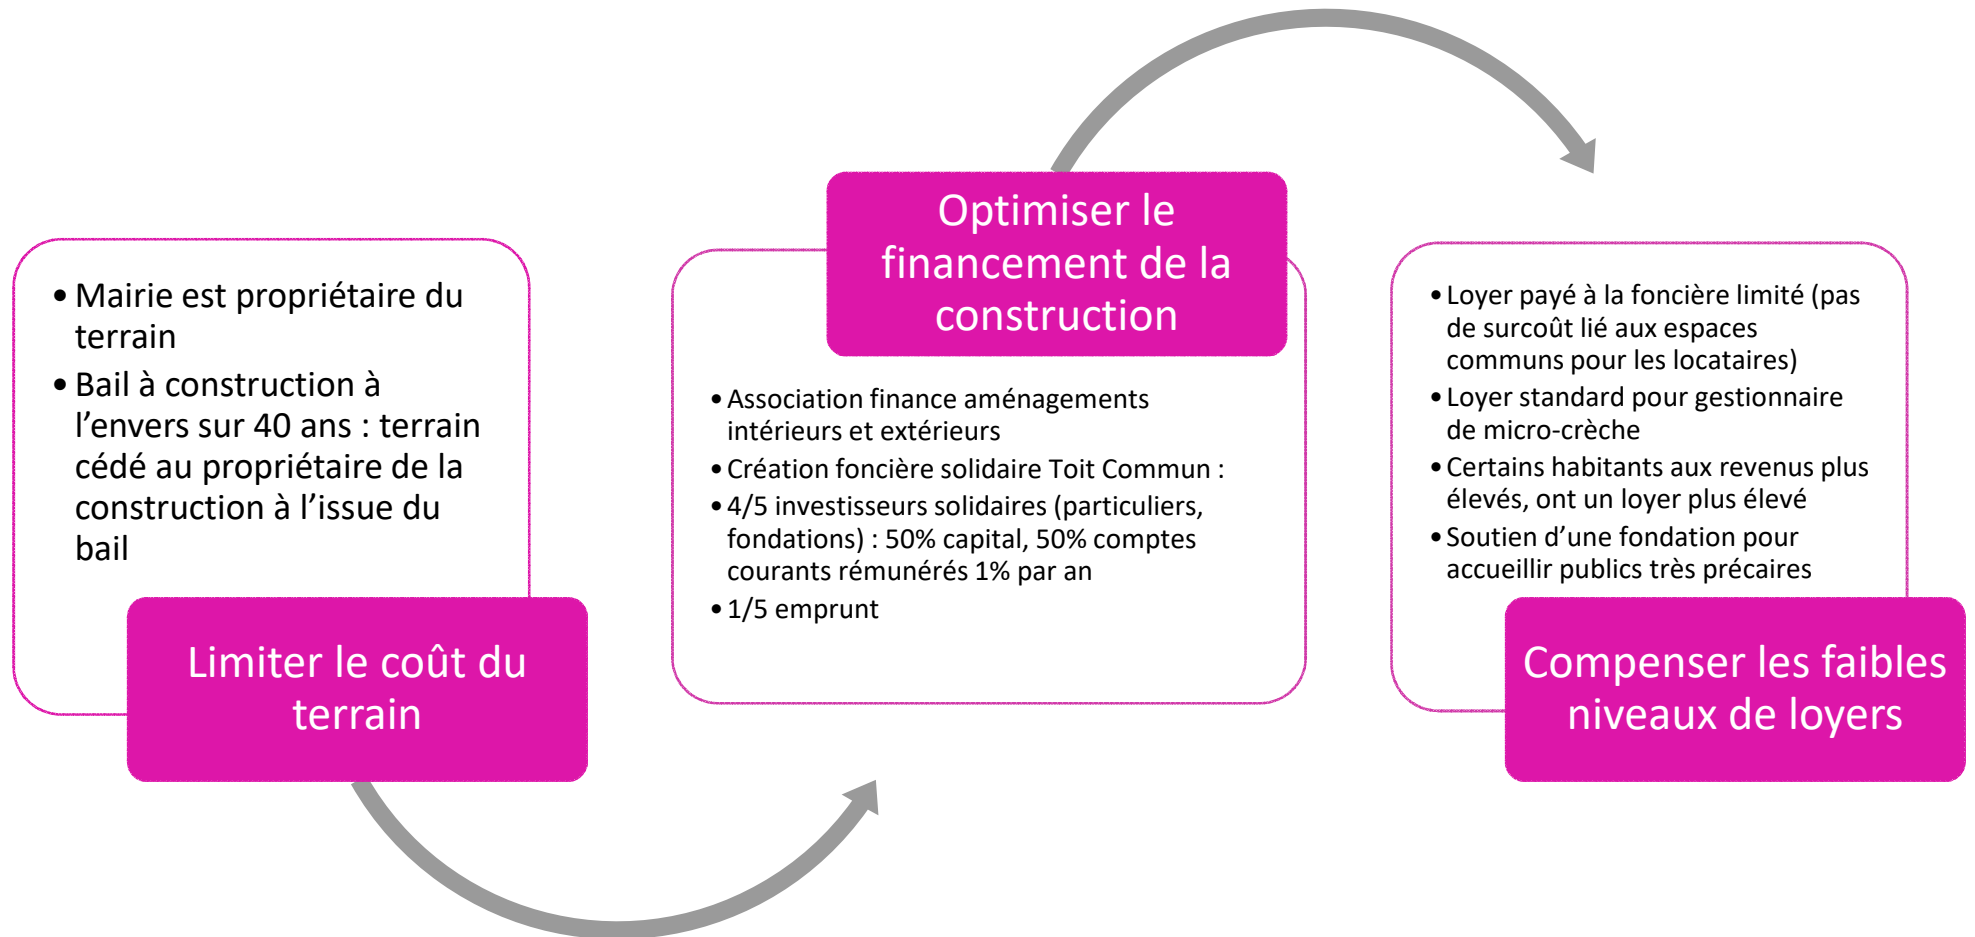 • Mairie est propriétaire du
terrain
• Bail à construction à
l’envers sur 40 ans : terrain
cédé au propriétaire de la
construction à l’issue du
bail
Limiter le coût du
terrain
Optimiser le
financement de la
construction
• Association finance aménagements
intérieurs et extérieurs
• Création foncière solidaire Toit Commun :
• 4/5 investisseurs solidaires (particuliers,
fondations) : 50% capital, 50% comptes
courants rémunérés 1% par an
• 1/5 emprunt
• Loyer payé à la foncière limité (pas
de surcoût lié aux espaces
communs pour les locataires)
• Loyer standard pour gestionnaire
de micro-crèche
• Certains habitants aux revenus plus
élevés, ont un loyer plus élevé
• Soutien d’une fondation pour
accueillir publics très précaires
Compenser les faibles
niveaux de loyers